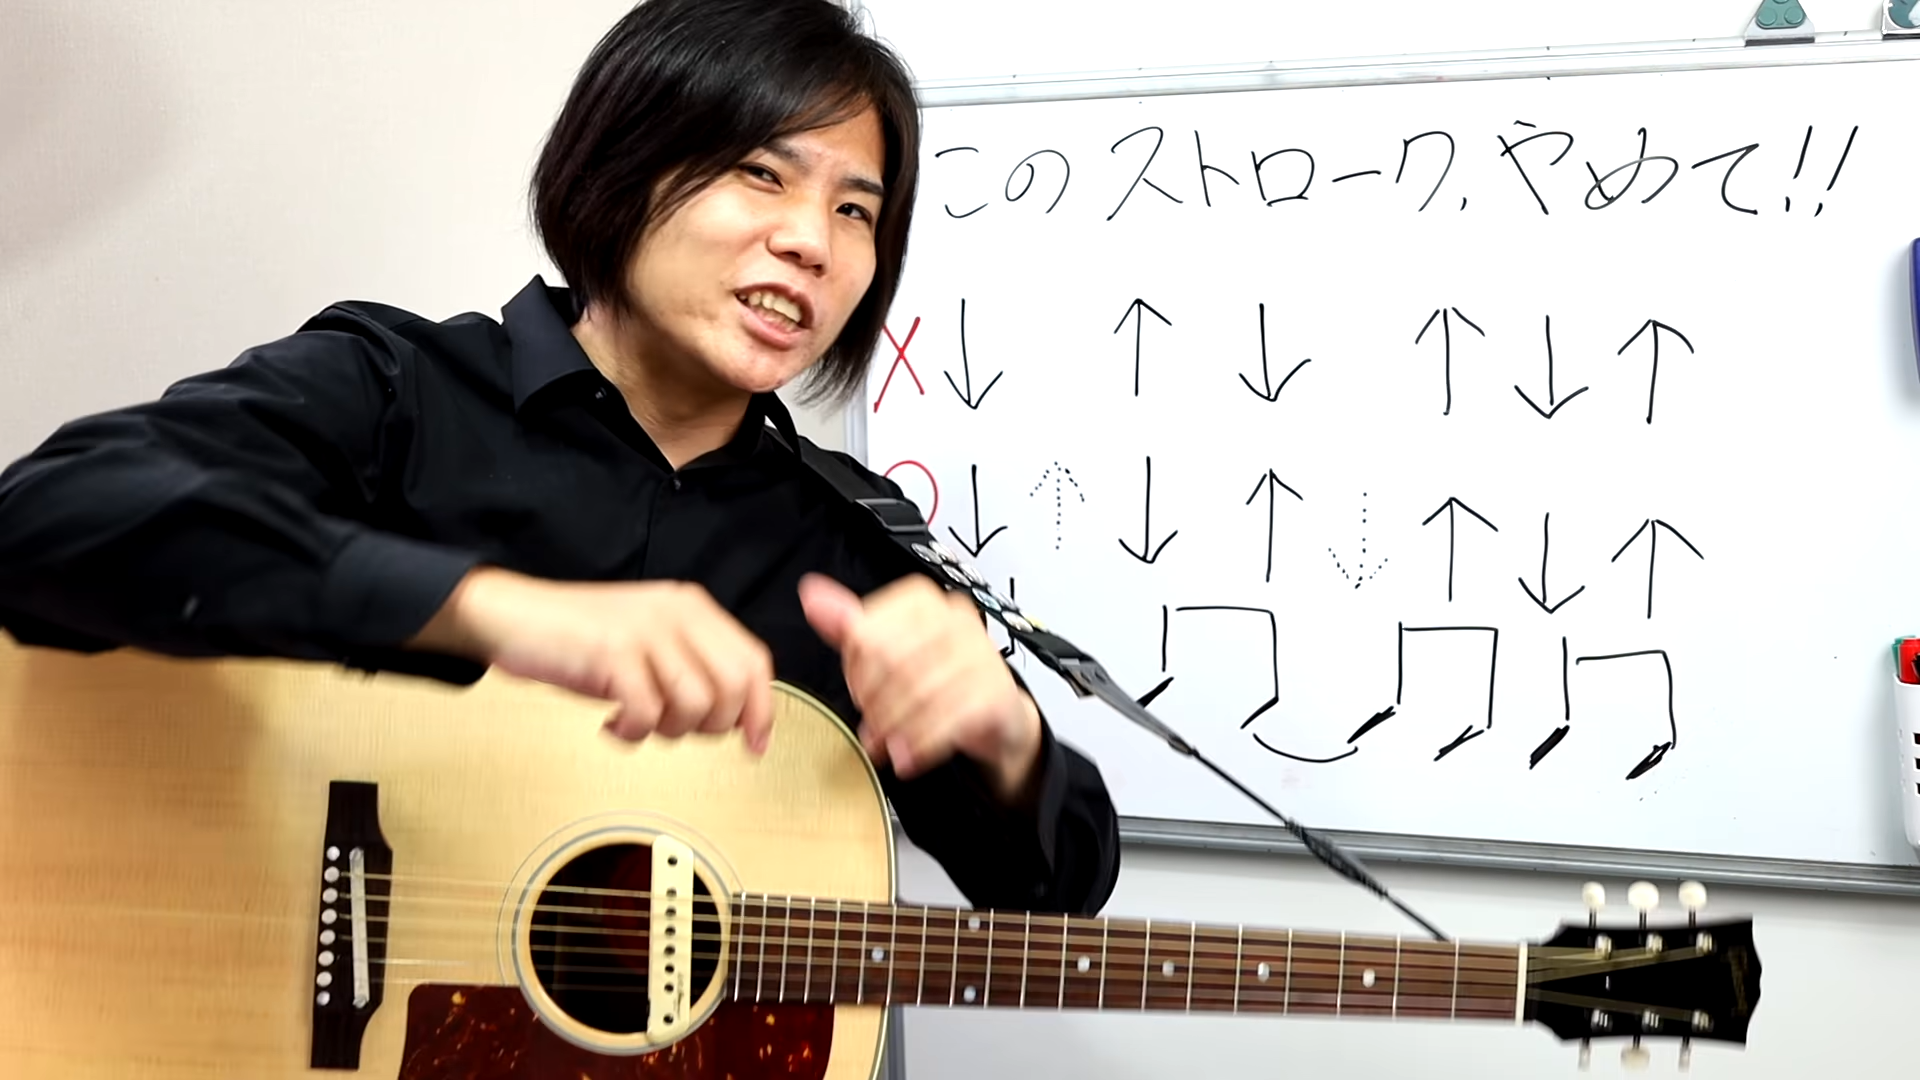 このストローク、やめて!!
X ↓ ↑ ↓ ↑ ↓ ↑
○ ↓ ↑ ↓ ↑ ↓ ↑ ↓ ↑